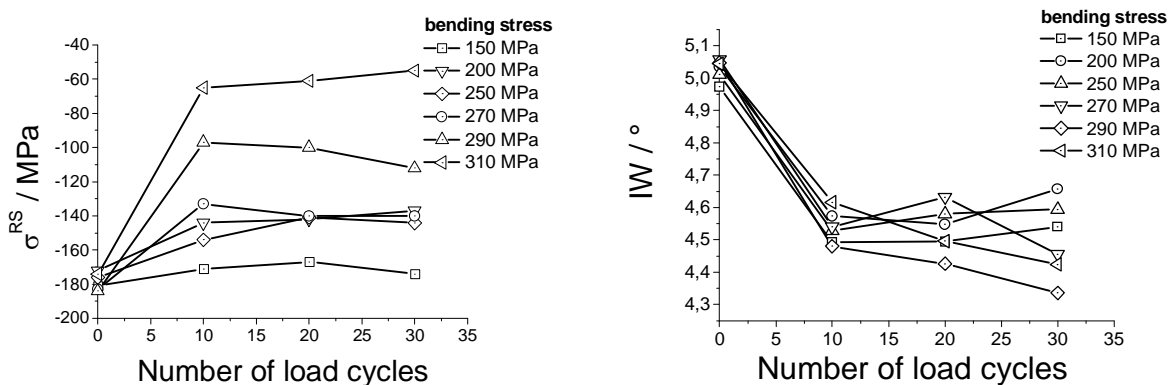 bending stress
150 MPa
200 MPa
250 MPa
270 MPa
290 MPa
310 MPa
-40
-60
-80
-100
-120
-140
-160
-180
-200
σRS / MPa
0 5 10 15 20 25 30 35
Number of load cycles
bending stress
150 MPa
200 MPa
250 MPa
270 MPa
290 MPa
310 MPa
5,1
5,0
4,9
4,8
4,7
4,6
4,5
4,4
4,3
IW / °
0 5 10 15 20 25 30 35
Number of load cycles